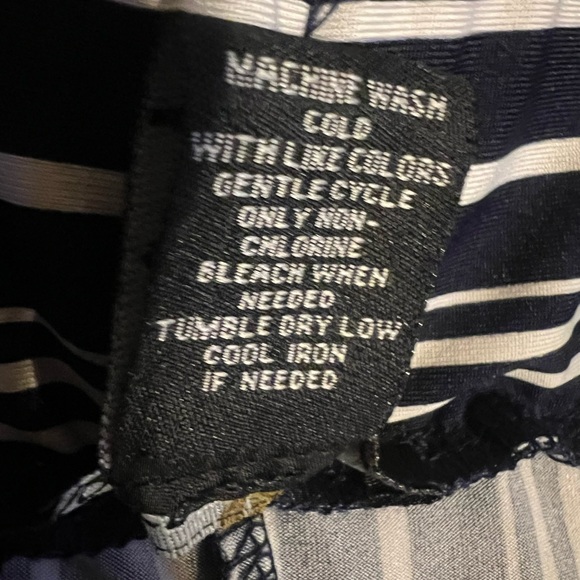 MACHINE WASH
COLD
WITH LIKE COLORS
GENTLE CYCLE
ONLY NON-
CHLORINE
BLEACH WHEN
NEEDED
TUMBLE DRY LOW
COOL IRON
IF NEEDED